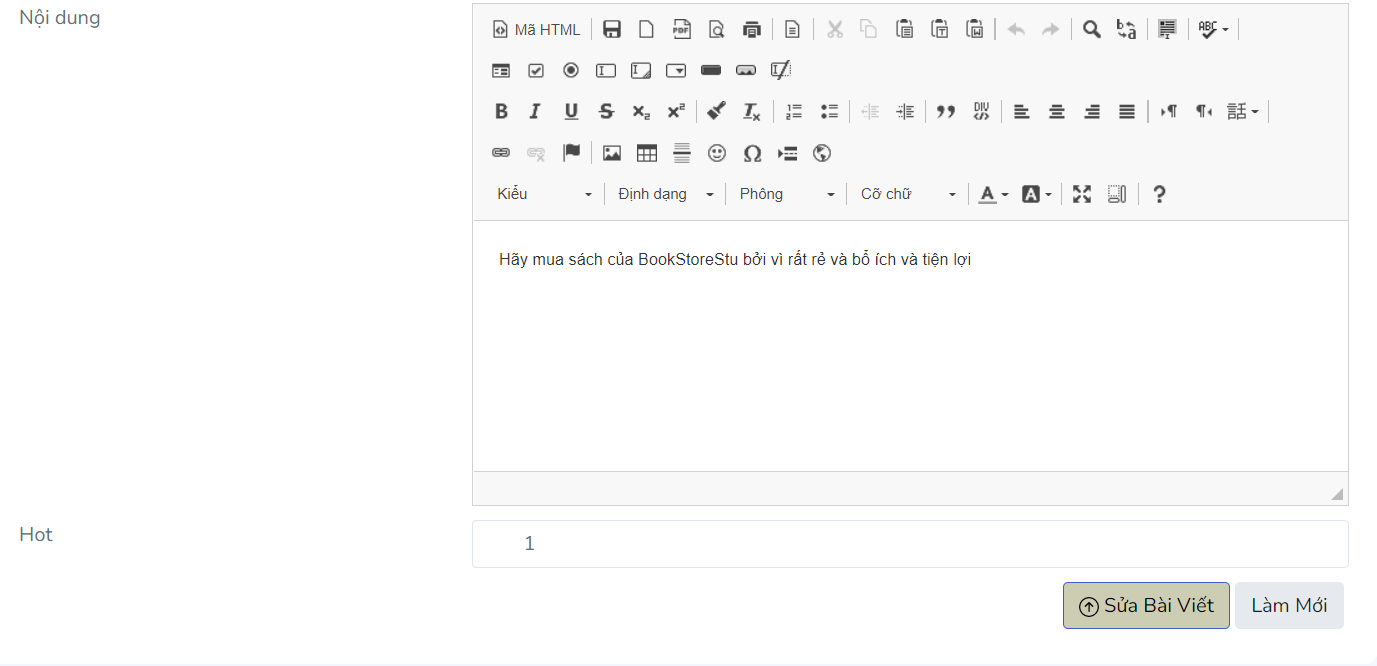 Nội dung
Mã HTML
Kiểu Định dạng Phông Cỡ chữ
Hãy mua sách của BookStoreStu bởi vì rất rẻ và bổ ích và tiện lợi
Hot
1
Sửa Bài Viết Làm Mới